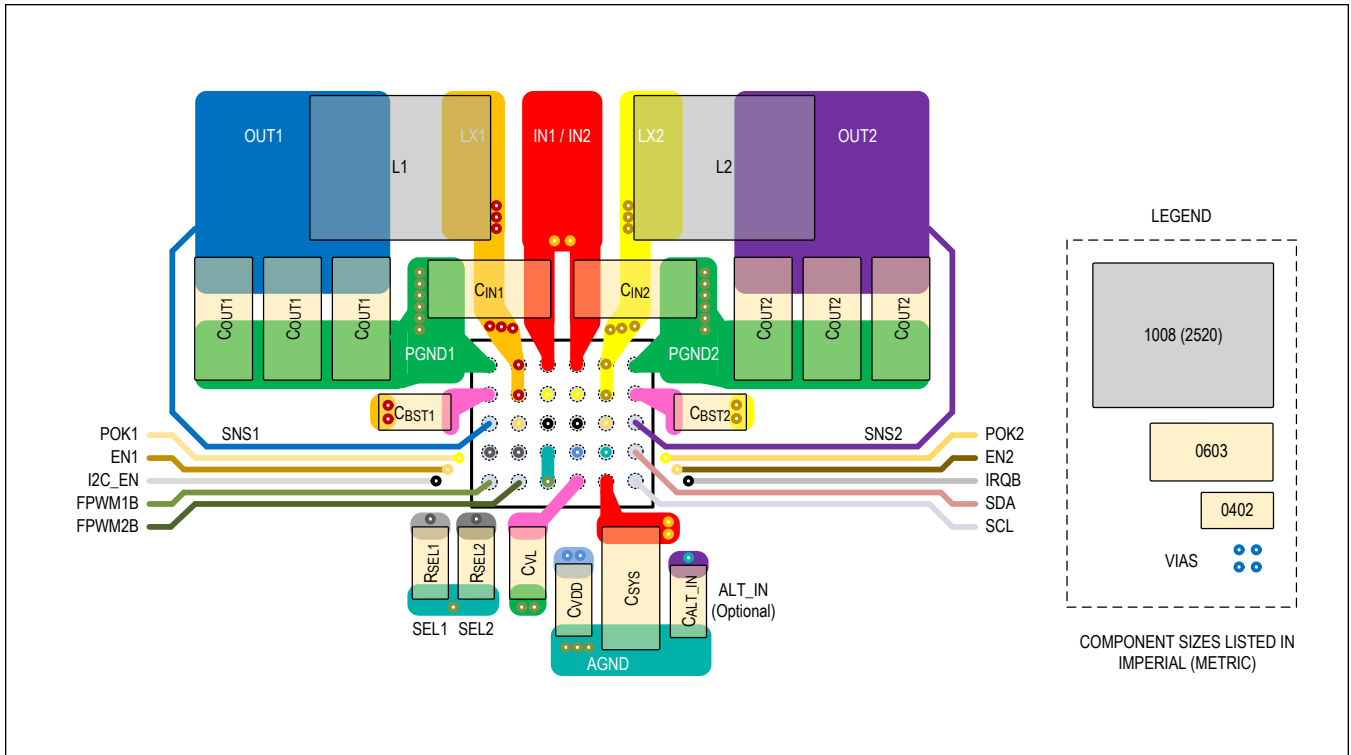 OUT1
LX1
IN1 / IN2
LX2
OUT2
L1
L2
CIN1
CIN2
COUT1
COUT1
COUT1
COUT2
COUT2
COUT2
PGND1
PGND2
CBST1
CBST2
SNS1
SNS2
POK1
EN1
I2C_EN
FPWM1B
FPWM2B
POK2
EN2
IRQB
SDA
SCL
RSEL1
RSEL2
CVL
CVDD
CSYS
CALT_IN
ALT_IN
(Optional)
SEL1
SEL2
AGND
LEGEND
1008 (2520)
0603
0402
VIAS
COMPONENT SIZES LISTED IN
IMPERIAL (METRIC)